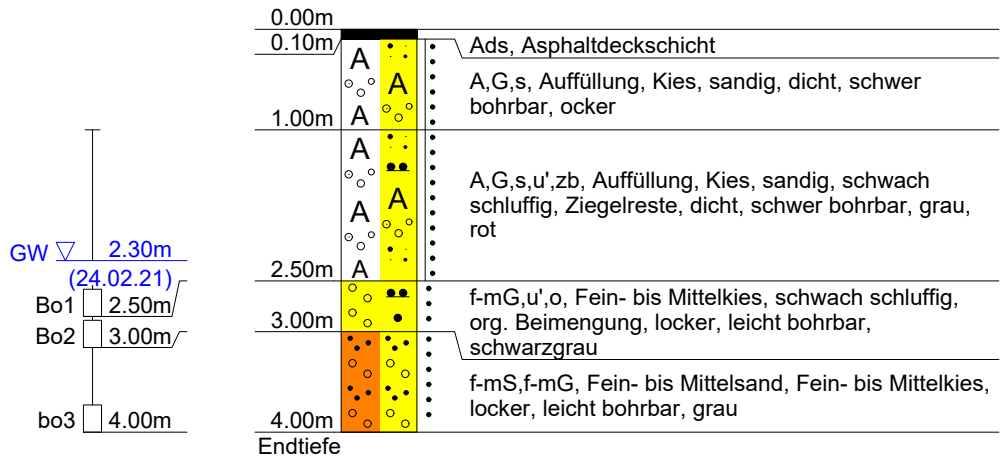 0.00m
0.10m
Ads, Asphaltdeckschicht
A
A
A
A,G,s, Auffüllung, Kies, sandig, dicht, schwer
bohrbar, ocker
1.00m
A
A
A
A
A,G,s,u',zb, Auffüllung, Kies, sandig, schwach
schluffig, Ziegelreste, dicht, schwer bohrbar, grau,
rot
GW 2.30m
(24.02.21)
2.50m
Bo1 2.50m
f-mG,u',o, Fein- bis Mittelkies, schwach schluffig,
org. Beimengung, locker, leicht bohrbar,
schwarzgrau
3.00m
Bo2 3.00m
f-mS,f-mG, Fein- bis Mittelsand, Fein- bis Mittelkies,
locker, leicht bohrbar, grau
bo3 4.00m
4.00m
Endtiefe